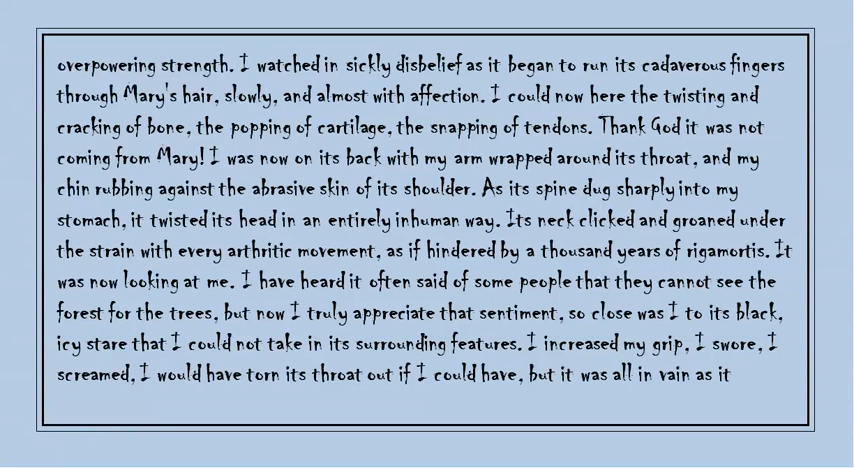 overpowering strength. I watched in sickly disbelief as it began to run its cadaverous fingers
through Mary's hair, slowly, and almost with affection. I could now here the twisting and
cracking of bone, the popping of cartilage, the snapping of tendons. Thank God it was not
coming from Mary! I was now on its back with my arm wrapped around its throat, and my
chin rubbing against the abrasive skin of its shoulder. As its spine dug sharply into my
stomach, it twisted its head in an entirely inhuman way. Its neck clicked and groaned under
the strain with every arthritic movement, as if hindered by a thousand years of rigamortis. It
was now looking at me. I have heard it often said of some people that they cannot see the
forest for the trees, but now I truly appreciate that sentiment, so close was I to its black,
icy stare that I could not take in its surrounding features. I increased my grip, I swore, I
screamed, I would have torn its throat out if I could have, but it was all in vain as it